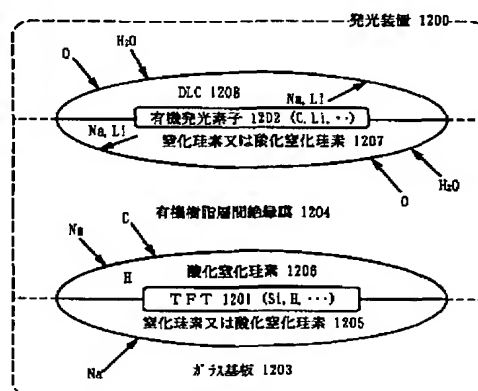 発光装置 1200
H2O
O
DLC 1208
Na, Li
有機発光素子 1202 (C, Li, ‥)
Na, Li
窒化珪素又は酸化窒化珪素 1207
H2O
O
有機樹脂層間絶縁膜 1204
Na
C
酸化窒化珪素 1206
H
TFT 1201 (Si, H, ‥‥)
窒化珪素又は酸化窒化珪素 1205
Na
ガラス基板 1203